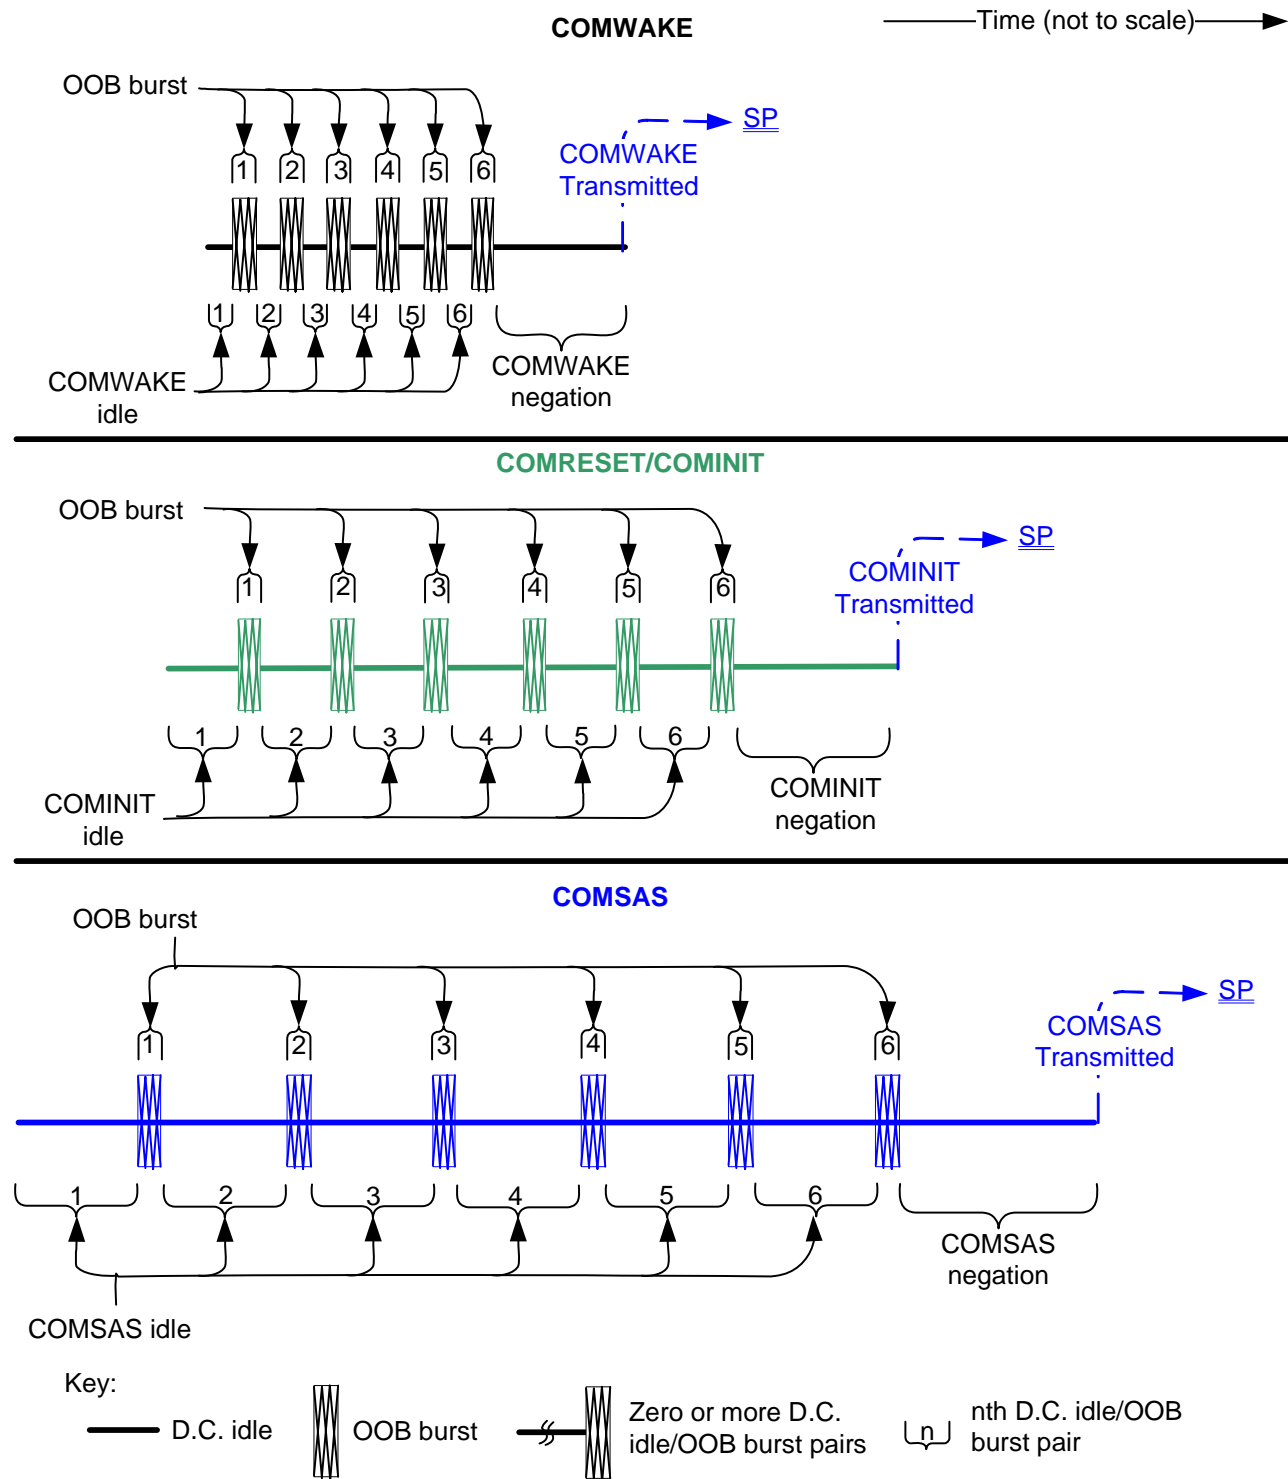 COMWAKE
Time (not to scale)
OOB burst
SP
COMWAKE
Transmitted
1 2 3 4 5 6
1 2 3 4 5 6
COMWAKE
idle
COMWAKE
negation
COMRESET/COMINIT
OOB burst
SP
COMINIT
Transmitted
1 2 3 4 5 6
1 2 3 4 5 6
COMINIT
idle
COMINIT
negation
COMSAS
OOB burst
SP
COMSAS
Transmitted
1 2 3 4 5 6
1 2 3 4 5 6
COMSAS
negation
COMSAS idle
Key:
D.C. idle
OOB burst
Zero or more D.C.
idle/OOB burst pairs
n
nth D.C. idle/OOB
burst pair